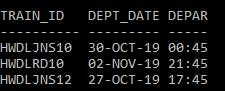 TRAIN_ID   DEPT_DATE DEPAR
---------- --------- -----
HWDLJNS10  30-OCT-19 00:45
HWDLRD10   02-NOV-19 21:45
HWDLJNS12  27-OCT-19 17:45